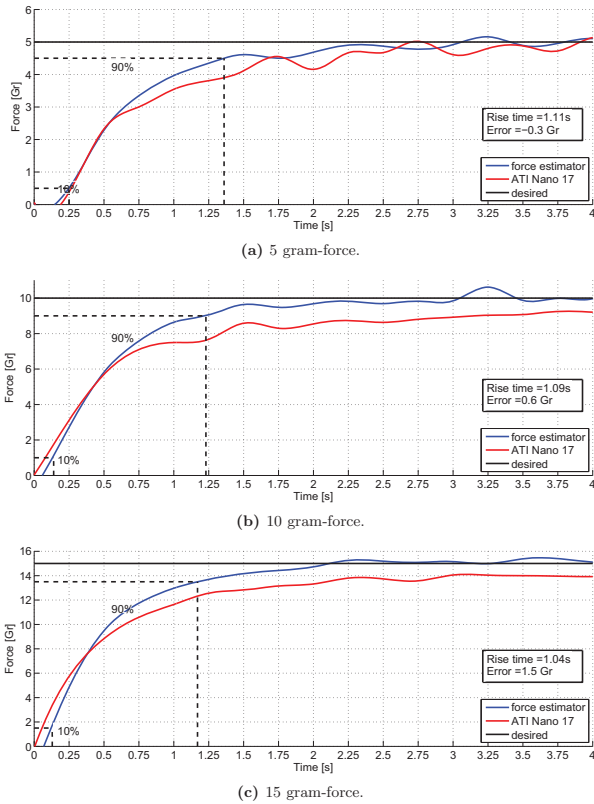 6
5
4
3
2
1
0
Force [Gr]
90%
10%
Rise time =1.11s
Error =−0.3 Gr
force estimator
ATI Nano 17
desired
0 0.25 0.5 0.75 1 1.25 1.5 1.75 2 2.25 2.5 2.75 3 3.25 3.5 3.75 4
Time [s]
(a) 5 gram-force.
10
8
6
4
2
0
Force [Gr]
90%
10%
Rise time =1.09s
Error =0.6 Gr
force estimator
ATI Nano 17
desired
0 0.25 0.5 0.75 1 1.25 1.5 1.75 2 2.25 2.5 2.75 3 3.25 3.5 3.75 4
Time [s]
(b) 10 gram-force.
16
14
12
10
8
6
4
2
0
Force [Gr]
90%
10%
Rise time =1.04s
Error =1.5 Gr
force estimator
ATI Nano 17
desired
0 0.25 0.5 0.75 1 1.25 1.5 1.75 2 2.25 2.5 2.75 3 3.25 3.5 3.75 4
Time [s]
(c) 15 gram-force.